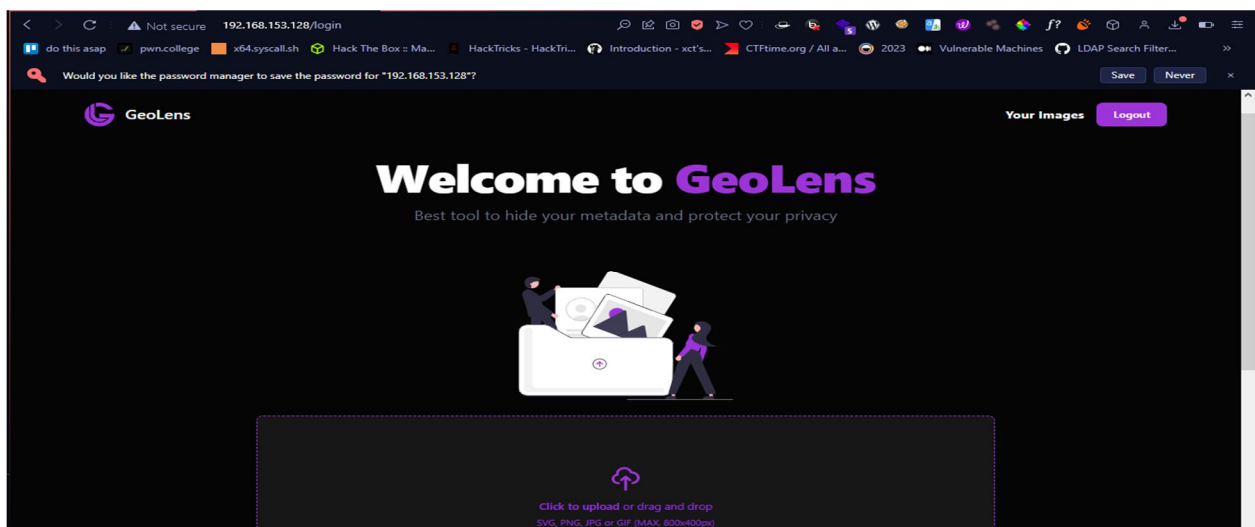 Not secure 192.168.153.128/login
do this asap pwn.college x64.syscall.sh Hack The Box :: Ma... HackTricks - HackTri... Introduction - xct's... CTFtime.org / All a... 2023 Vulnerable Machines LDAP Search Filter...
Would you like the password manager to save the password for "192.168.153.128"? Save Never
GeoLens Your Images Logout
Welcome to GeoLens
Best tool to hide your metadata and protect your privacy
Click to upload or drag and drop
SVG, PNG, JPG or GIF (MAX. 800x400px)